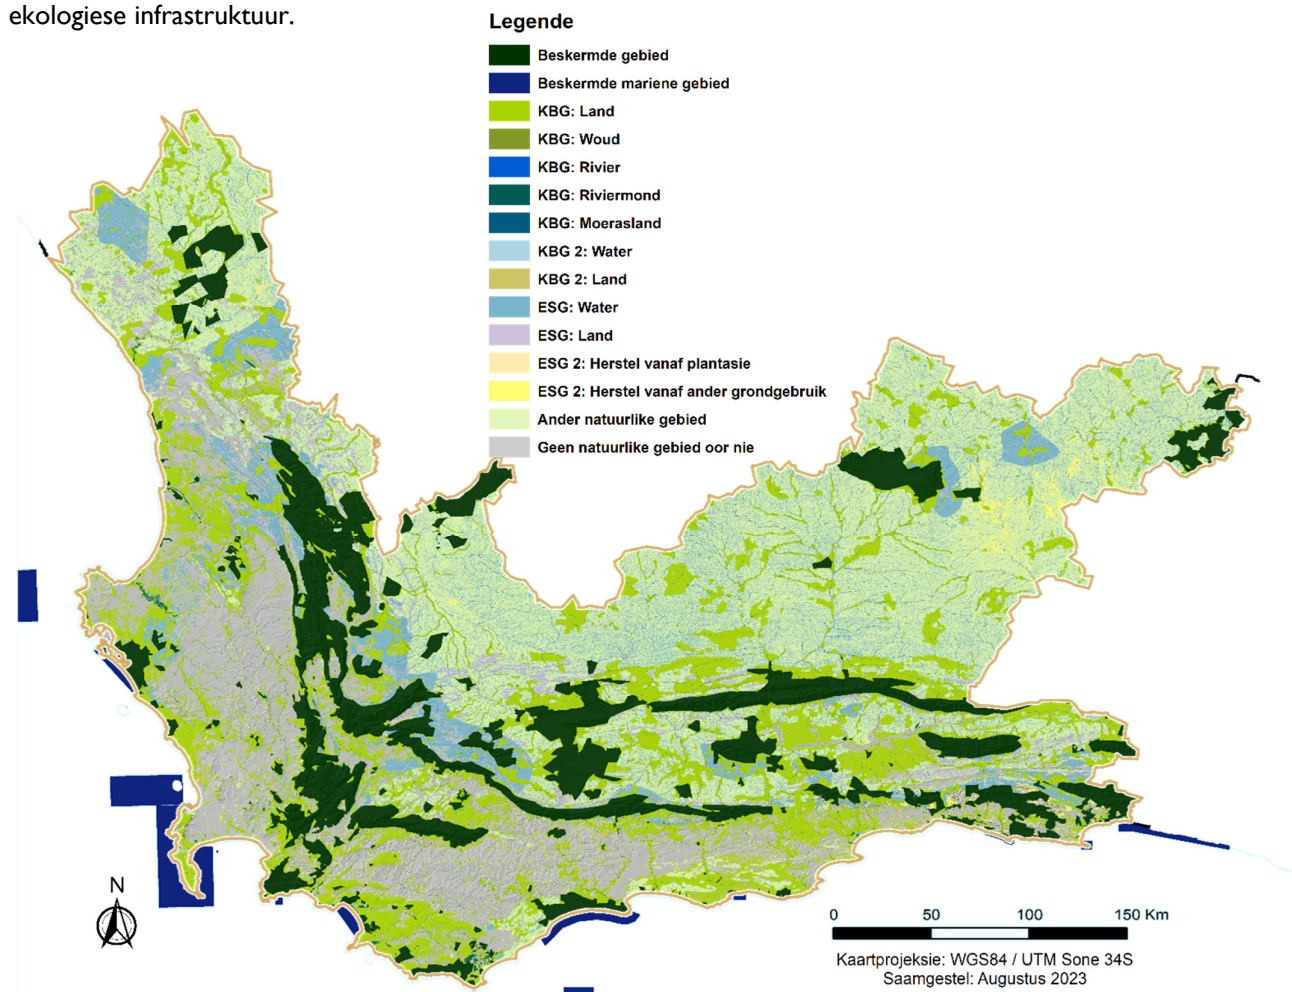 ekologiese infrastruktuur.
Legende
Beskermde gebied
Beskermde mariene gebied
KBG: Land
KBG: Woud
KBG: Rivier
KBG: Riviermond
KBG: Moerasland
KBG 2: Water
KBG 2: Land
ESG: Water
ESG: Land
ESG 2: Herstel vanaf plantasie
ESG 2: Herstel vanaf ander grondgebruik
Ander natuurlike gebied
Geen natuurlike gebied oor nie
N
0 50 100 150 Km
Kaartprojeksie: WGS84 / UTM Sone 34S
Saamgestel: Augustus 2023